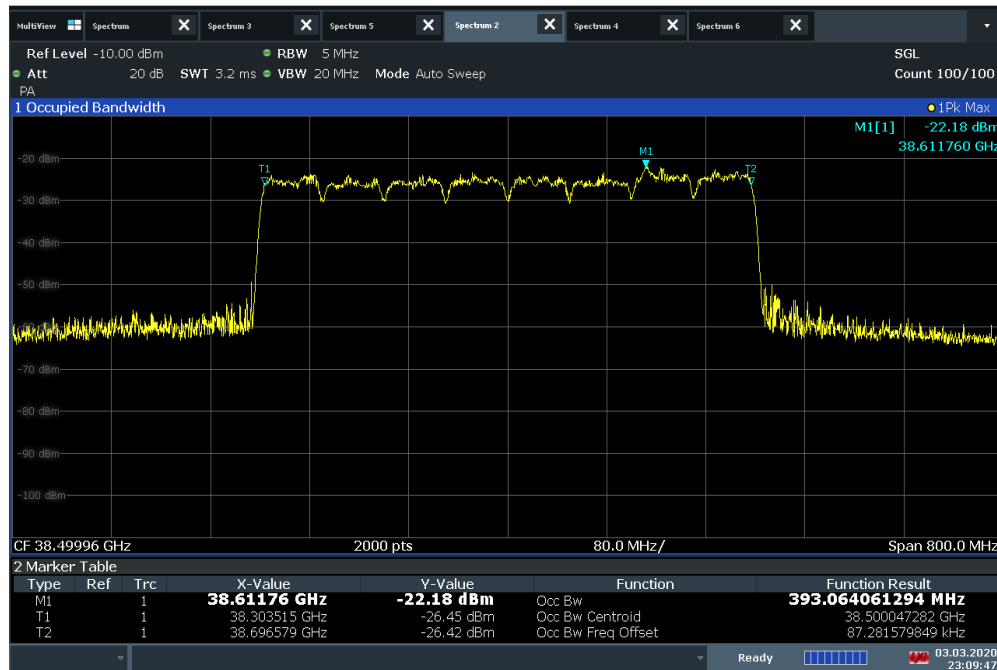 MultiView Spectrum X Spectrum 3 X Spectrum 5 X Spectrum 2 X Spectrum 4 X Spectrum 6 X
Ref Level -10.00 dBm RBW 5 MHz SGL
Att 20 dB SWT 3.2 ms VBW 20 MHz Mode Auto Sweep Count 100/100
PA
1 Occupied Bandwidth 1Pk Max
M1[1] -22.18 dBm
38.611760 GHz
M1
-20 dBm
T1 T2
-30 dBm
-40 dBm
-50 dBm
-70 dBm
-80 dBm
-90 dBm
-100 dBm
CF 38.49996 GHz 2000 pts 80.0 MHz/ Span 800.0 MHz
2 Marker Table
Type Ref Trc X-Value Y-Value Function Function Result
M1 1 38.61176 GHz -22.18 dBm Occ Bw 393.064061294 MHz
T1 1 38.303515 GHz -26.45 dBm Occ Bw Centroid 38.500047282 GHz
T2 1 38.696579 GHz -26.42 dBm Occ Bw Freq Offset 87.281579849 kHz
Ready 03.03.2020
23:09:47